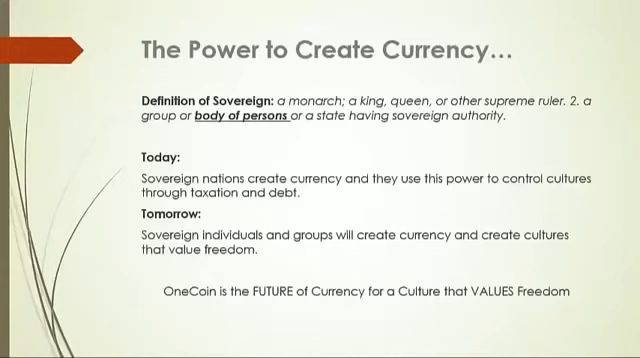 The Power to Create Currency…
Definition of Sovereign: a monarch; a king, queen, or other supreme ruler. 2. a
group or body of persons or a state having sovereign authority.
Today:
Sovereign nations create currency and they use this power to control cultures
through taxation and debt.
Tomorrow:
Sovereign individuals and groups will create currency and create cultures
that value freedom.
OneCoin is the FUTURE of Currency for a Culture that VALUES Freedom